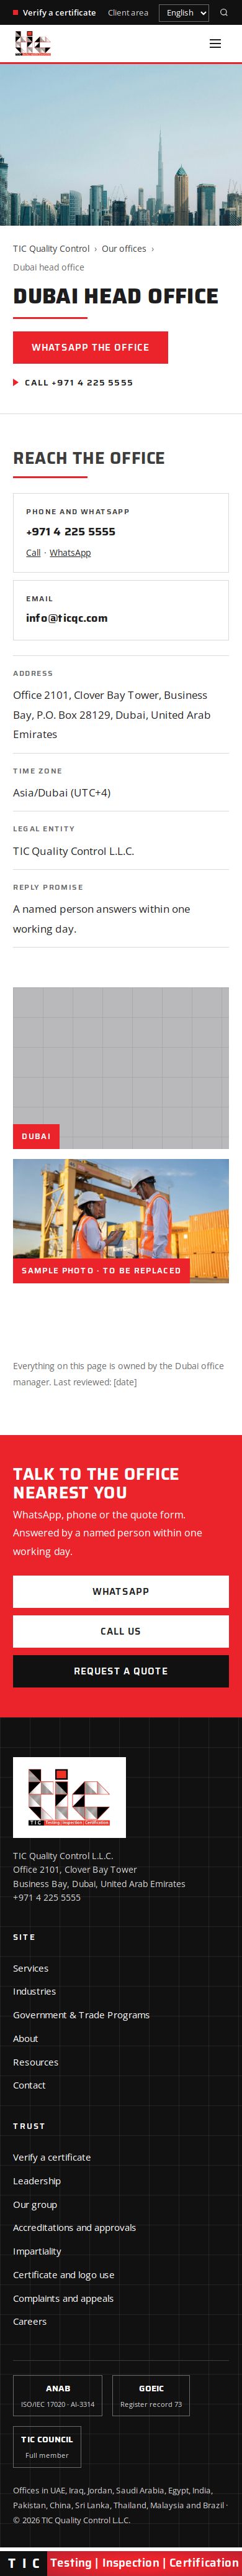 Verify a certificate Client area English
tic
TIC Quality Control › Our offices ›
Dubai head office
DUBAI HEAD OFFICE
WHATSAPP THE OFFICE
CALL +971 4 225 5555
REACH THE OFFICE
PHONE AND WHATSAPP
+971 4 225 5555
Call · WhatsApp
EMAIL
info@ticqc.com
ADDRESS
Office 2101, Clover Bay Tower, Business
Bay, P.O. Box 28129, Dubai, United Arab
Emirates
TIME ZONE
Asia/Dubai (UTC+4)
LEGAL ENTITY
TIC Quality Control L.L.C.
REPLY PROMISE
A named person answers within one
working day.
DUBAI
SAMPLE PHOTO · TO BE REPLACED
Everything on this page is owned by the Dubai office
manager. Last reviewed: [date]
TALK TO THE OFFICE
NEAREST YOU
WhatsApp, phone or the quote form.
Answered by a named person within one
working day.
WHATSAPP
CALL US
REQUEST A QUOTE
tic
TIC Testing | Inspection | Certification
TIC Quality Control L.L.C.
Office 2101, Clover Bay Tower
Business Bay, Dubai, United Arab Emirates
+971 4 225 5555
SITE
Services
Industries
Government & Trade Programs
About
Resources
Contact
TRUST
Verify a certificate
Leadership
Our group
Accreditations and approvals
Impartiality
Certificate and logo use
Complaints and appeals
Careers
ANAB
ISO/IEC 17020 · AI-3314
GOEIC
Register record 73
TIC COUNCIL
Full member
Offices in UAE, Iraq, Jordan, Saudi Arabia, Egypt, India,
Pakistan, China, Sri Lanka, Thailand, Malaysia and Brazil ·
© 2026 TIC Quality Control L.L.C.
TIC Testing | Inspection | Certification